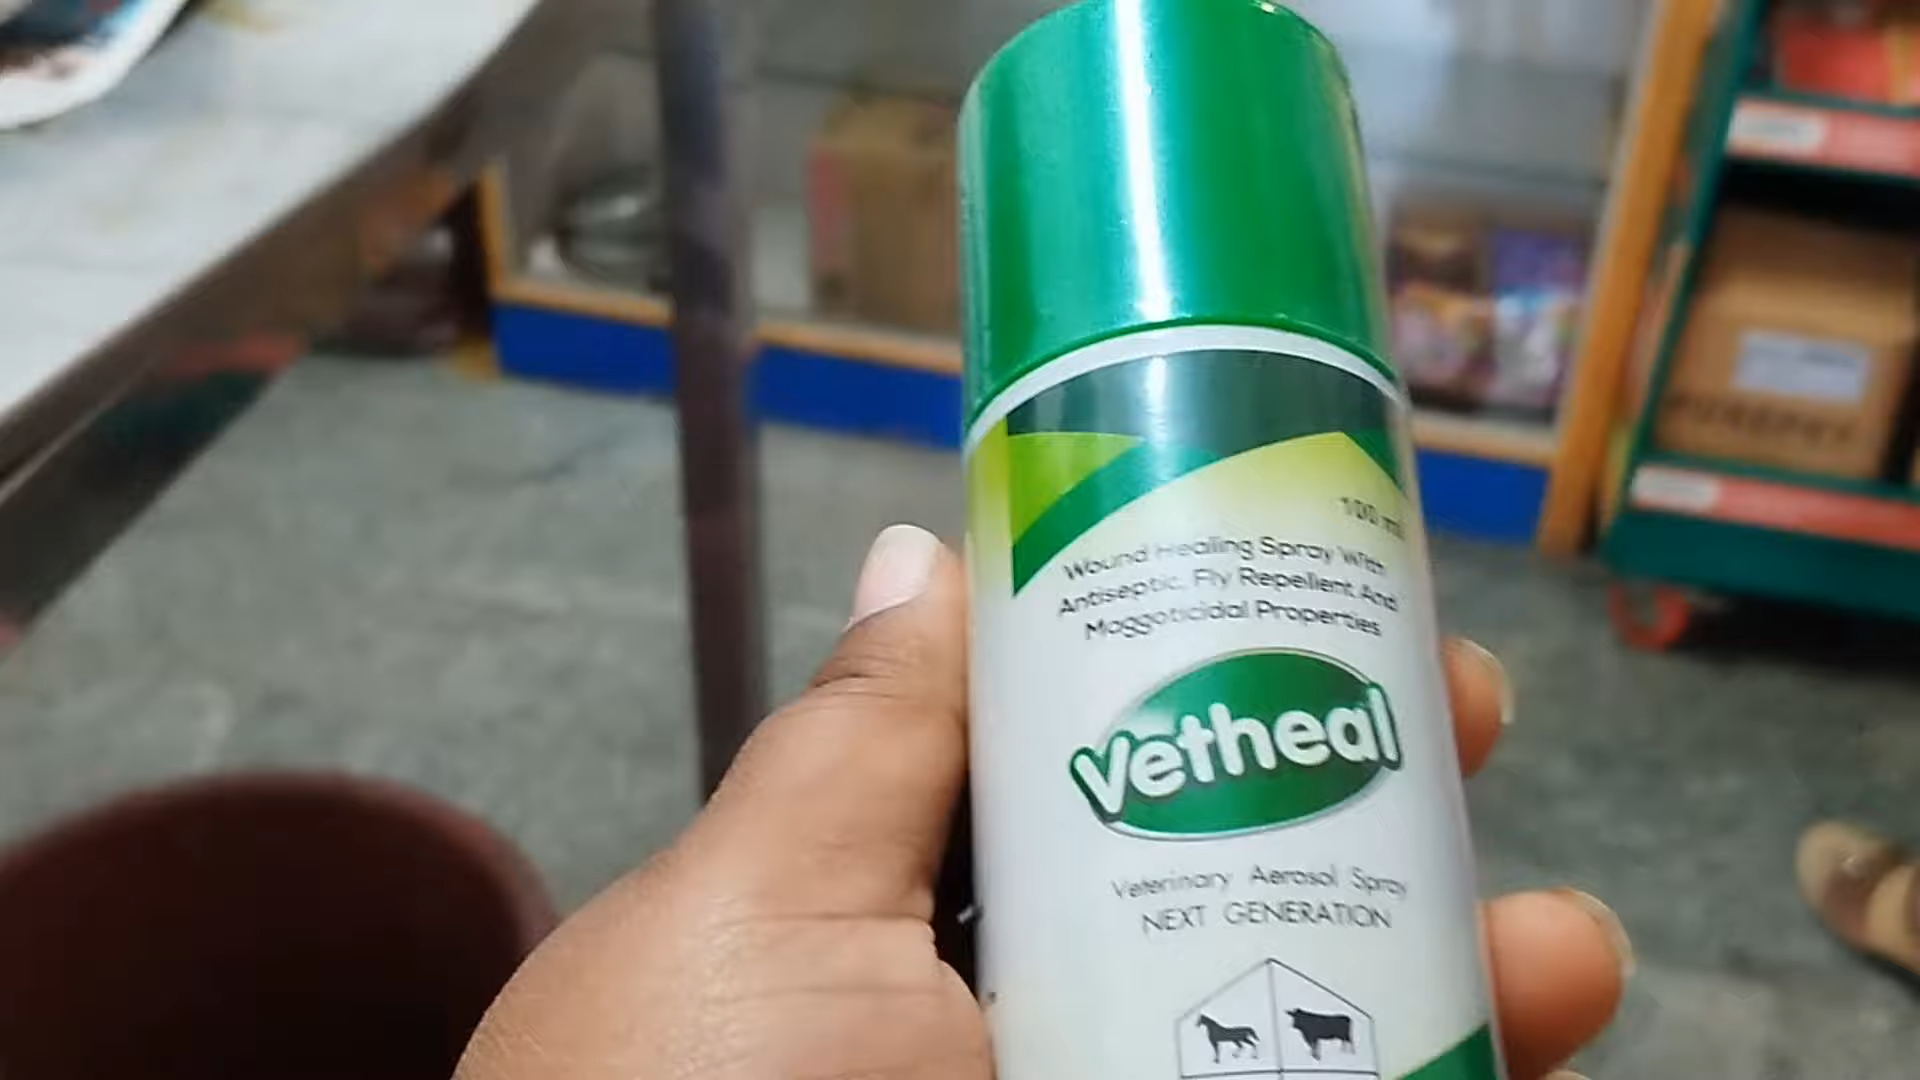 100 ml
Wound Healing Spray With
Antiseptic, Fly Repellent And
Maggoticidal Properties
Vetheal
Veterinary Aerosol Spray
NEXT GENERATION